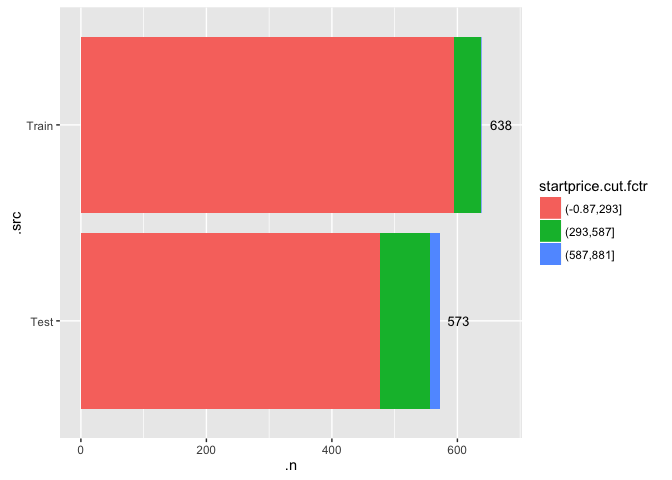 Train
638
Test
573
.src
0
200
400
600
.n
startprice.cut.fctr
(-0.87,293]
(293,587]
(587,881]